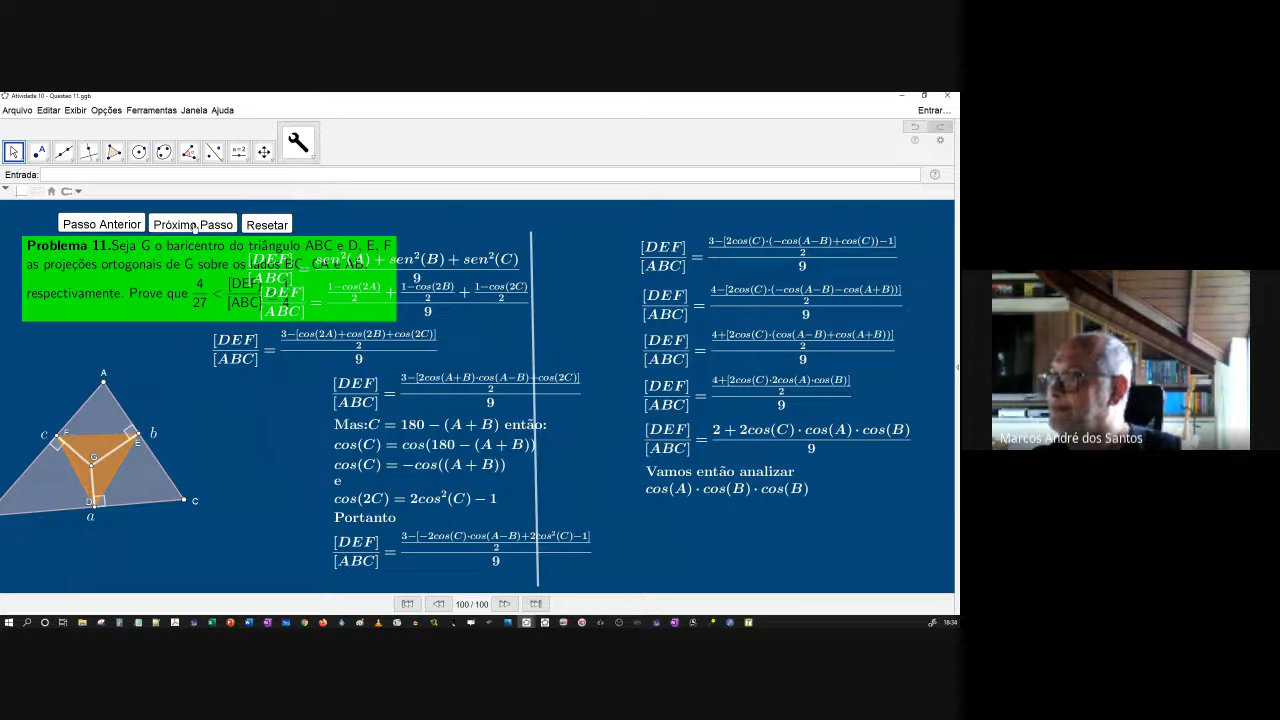 Atividade 10 - Questao 11.ggb
Arquivo Editar Exibir Opções Ferramentas Janela Ajuda
Entrar…
a=2
Entrada:
Passo Anterior Próximo Passo Resetar
Problema 11.Seja G o baricentro do triângulo ABC e D, E, F
as projeções ortogonais de G sobre os lados BC, CA e AB,
respectivamente. Prove que 4/27 < [DEF]/[ABC] 1/4
[DEF]/[ABC] = (sen²(A) + sen²(B) + sen²(C))/9
[DEF]/[ABC] = ((1−cos(2A))/2 + (1−cos(2B))/2 + (1−cos(2C))/2)/9
[DEF]/[ABC] = ((3−[cos(2A)+cos(2B)+cos(2C)])/2)/9
[DEF]/[ABC] = ((3−[2cos(A+B)·cos(A−B)−cos(2C)])/2)/9
Mas:C = 180 − (A + B) então:
cos(C) = cos(180 − (A + B))
cos(C) = −cos((A + B))
e
cos(2C) = 2cos²(C) − 1
Portanto
[DEF]/[ABC] = ((3−[−2cos(C)·cos(A−B)+2cos²(C)−1])/2)/9
[DEF]/[ABC] = ((3−[2cos(C)·(−cos(A−B)+cos(C))−1])/2)/9
[DEF]/[ABC] = ((4−[2cos(C)·(−cos(A−B)−cos(A+B))])/2)/9
[DEF]/[ABC] = ((4+[2cos(C)·(cos(A−B)+cos(A+B))])/2)/9
[DEF]/[ABC] = ((4+[2cos(C)·2cos(A)·cos(B)])/2)/9
[DEF]/[ABC] = (2 + 2cos(C) · cos(A) · cos(B))/9
Vamos então analizar
cos(A) · cos(B) · cos(B)
A
c
F
b
E
G
D
C
a
100 / 100
16:34
Marcos André dos Santos